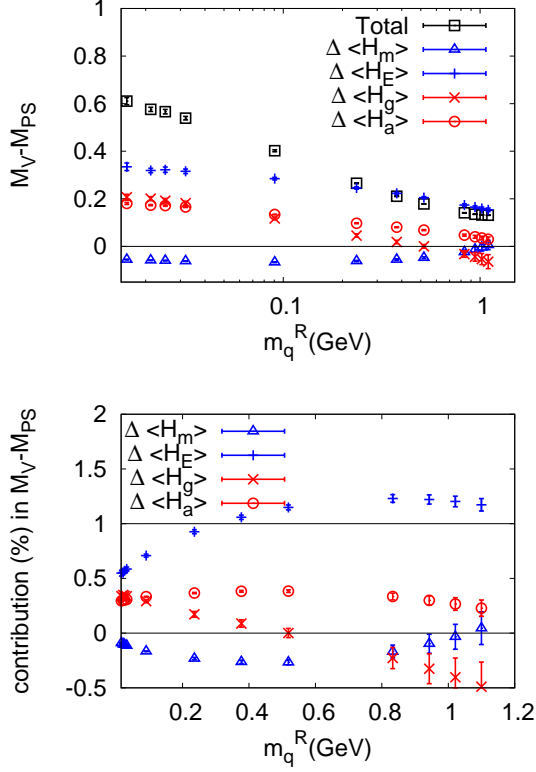 1
0.8
0.6
0.4
0.2
0
M_V-M_PS
Total
Δ <H_m>
Δ <H_E>
Δ <H_g>
Δ <H_a>
0.1 1
m_q^R(GeV)
2
1.5
1
0.5
0
-0.5
contribution (%) in M_V-M_PS
Δ <H_m>
Δ <H_E>
Δ <H_g>
Δ <H_a>
0.2 0.4 0.6 0.8 1 1.2
m_q^R(GeV)